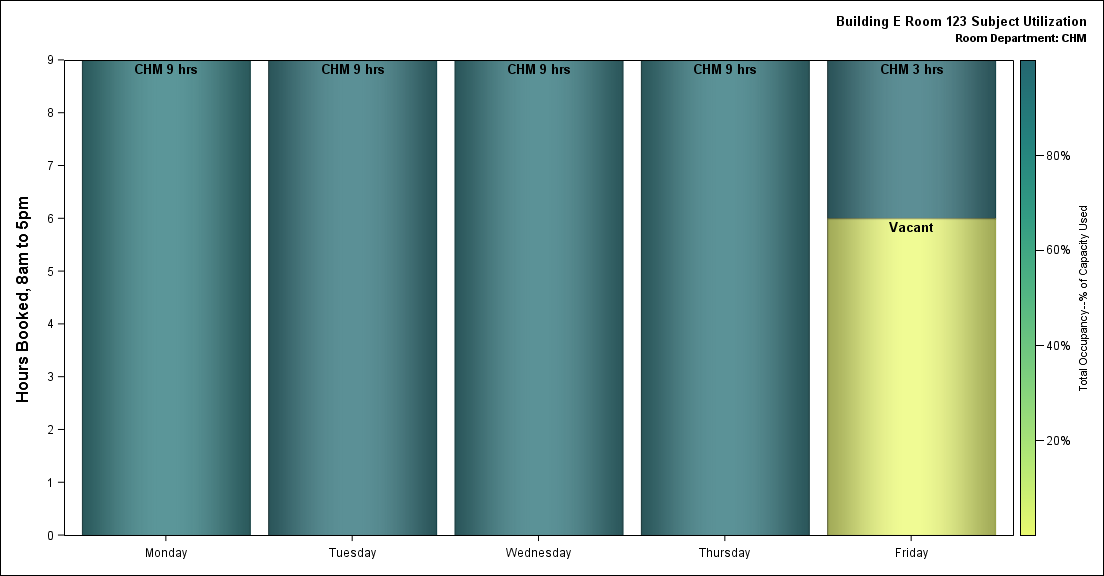 Building E Room 123 Subject Utilization
Room Department: CHM
Hours Booked, 8am to 5pm
9
8
7
6
5
4
3
2
1
0
CHM 9 hrs
CHM 9 hrs
CHM 9 hrs
CHM 9 hrs
CHM 3 hrs
Vacant
Monday
Tuesday
Wednesday
Thursday
Friday
80%
60%
40%
20%
Total Occupancy--% of Capacity Used